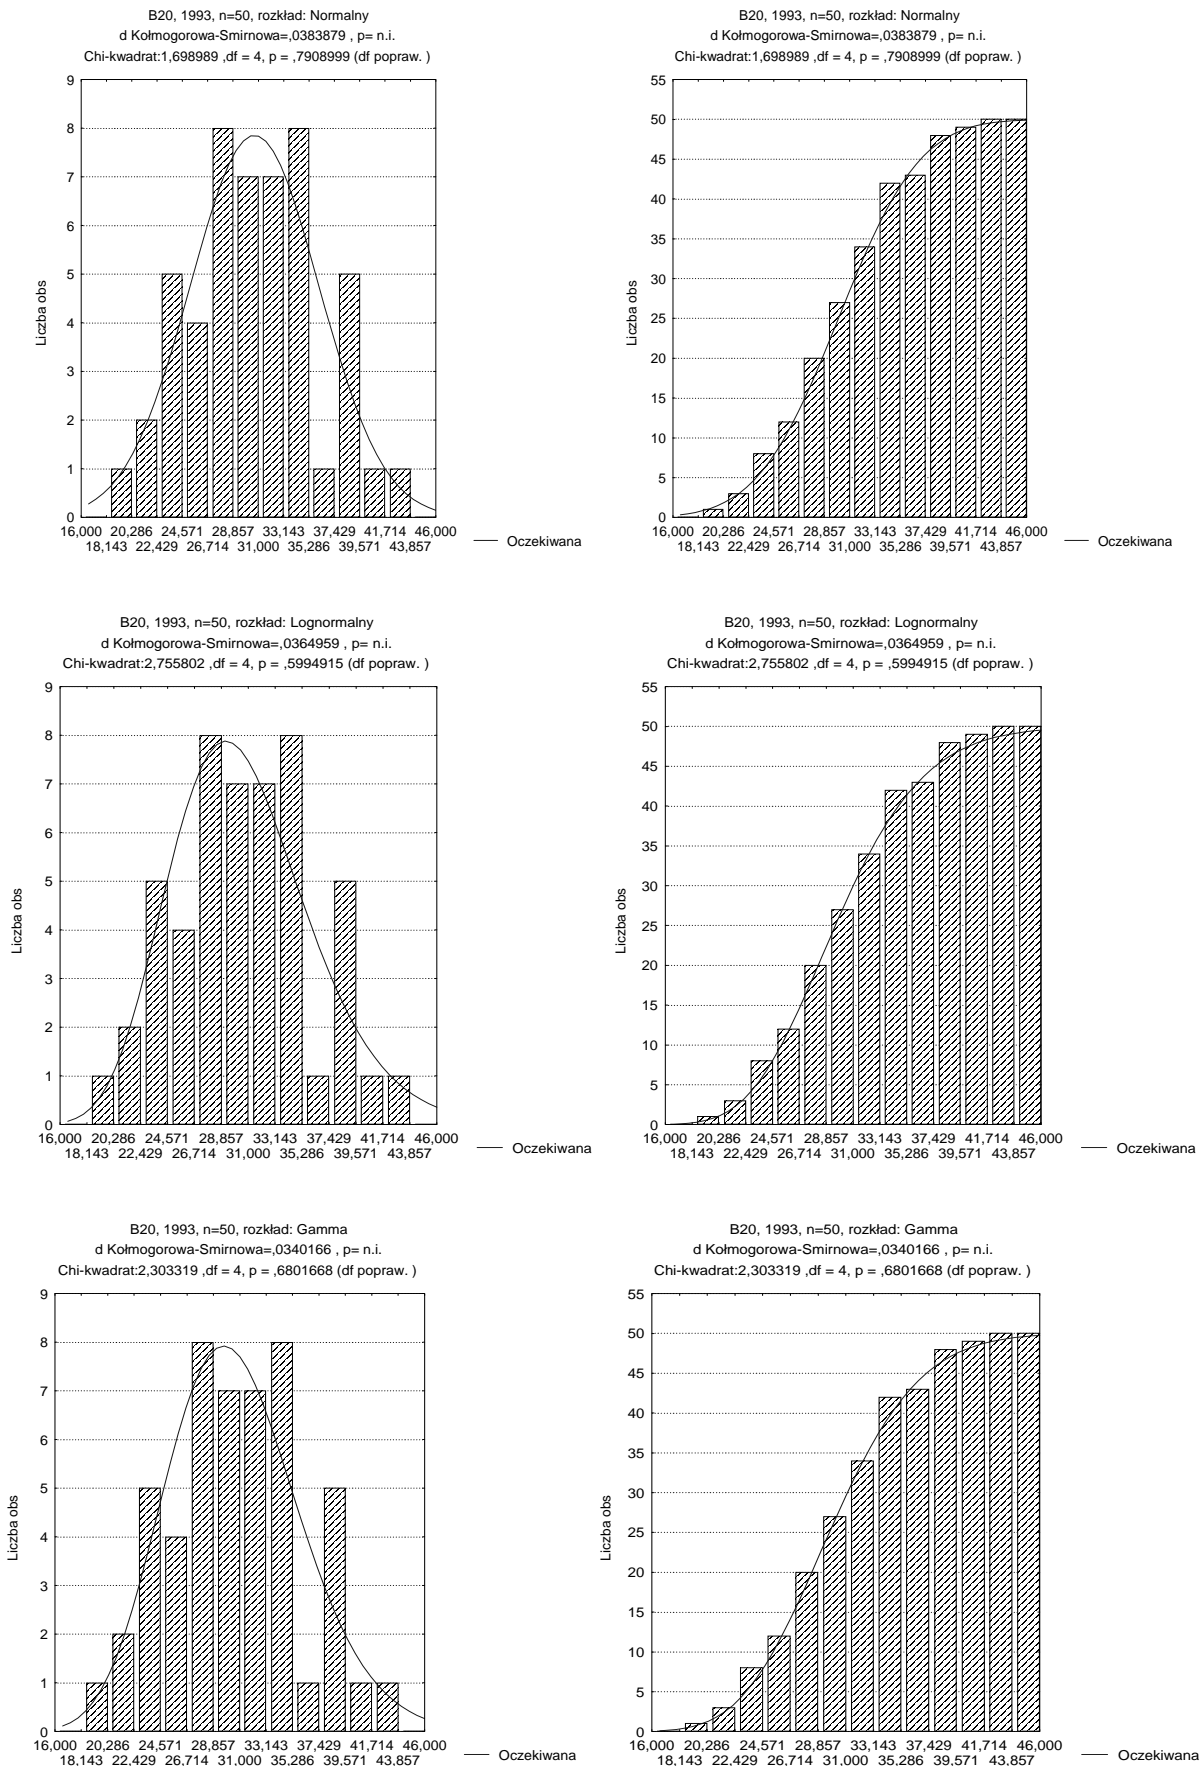 B20, 1993, n=50, rozkład: Normalny
d Kołmogorowa-Smirnowa=,0383879 , p= n.i.
Chi-kwadrat:1,698989 ,df = 4, p = ,7908999 (df popraw. )
Liczba obs
9
8
7
6
5
4
3
2
1
0
16,000 20,286 24,571 28,857 33,143 37,429 41,714 46,000
18,143 22,429 26,714 31,000 35,286 39,571 43,857
Oczekiwana
B20, 1993, n=50, rozkład: Normalny
d Kołmogorowa-Smirnowa=,0383879 , p= n.i.
Chi-kwadrat:1,698989 ,df = 4, p = ,7908999 (df popraw. )
Liczba obs
55
50
45
40
35
30
25
20
15
10
5
0
16,000 20,286 24,571 28,857 33,143 37,429 41,714 46,000
18,143 22,429 26,714 31,000 35,286 39,571 43,857
Oczekiwana
B20, 1993, n=50, rozkład: Lognormalny
d Kołmogorowa-Smirnowa=,0364959 , p= n.i.
Chi-kwadrat:2,755802 ,df = 4, p = ,5994915 (df popraw. )
Liczba obs
9
8
7
6
5
4
3
2
1
0
16,000 20,286 24,571 28,857 33,143 37,429 41,714 46,000
18,143 22,429 26,714 31,000 35,286 39,571 43,857
Oczekiwana
B20, 1993, n=50, rozkład: Lognormalny
d Kołmogorowa-Smirnowa=,0364959 , p= n.i.
Chi-kwadrat:2,755802 ,df = 4, p = ,5994915 (df popraw. )
Liczba obs
55
50
45
40
35
30
25
20
15
10
5
0
16,000 20,286 24,571 28,857 33,143 37,429 41,714 46,000
18,143 22,429 26,714 31,000 35,286 39,571 43,857
Oczekiwana
B20, 1993, n=50, rozkład: Gamma
d Kołmogorowa-Smirnowa=,0340166 , p= n.i.
Chi-kwadrat:2,303319 ,df = 4, p = ,6801668 (df popraw. )
Liczba obs
9
8
7
6
5
4
3
2
1
0
16,000 20,286 24,571 28,857 33,143 37,429 41,714 46,000
18,143 22,429 26,714 31,000 35,286 39,571 43,857
Oczekiwana
B20, 1993, n=50, rozkład: Gamma
d Kołmogorowa-Smirnowa=,0340166 , p= n.i.
Chi-kwadrat:2,303319 ,df = 4, p = ,6801668 (df popraw. )
Liczba obs
55
50
45
40
35
30
25
20
15
10
5
0
16,000 20,286 24,571 28,857 33,143 37,429 41,714 46,000
18,143 22,429 26,714 31,000 35,286 39,571 43,857
Oczekiwana